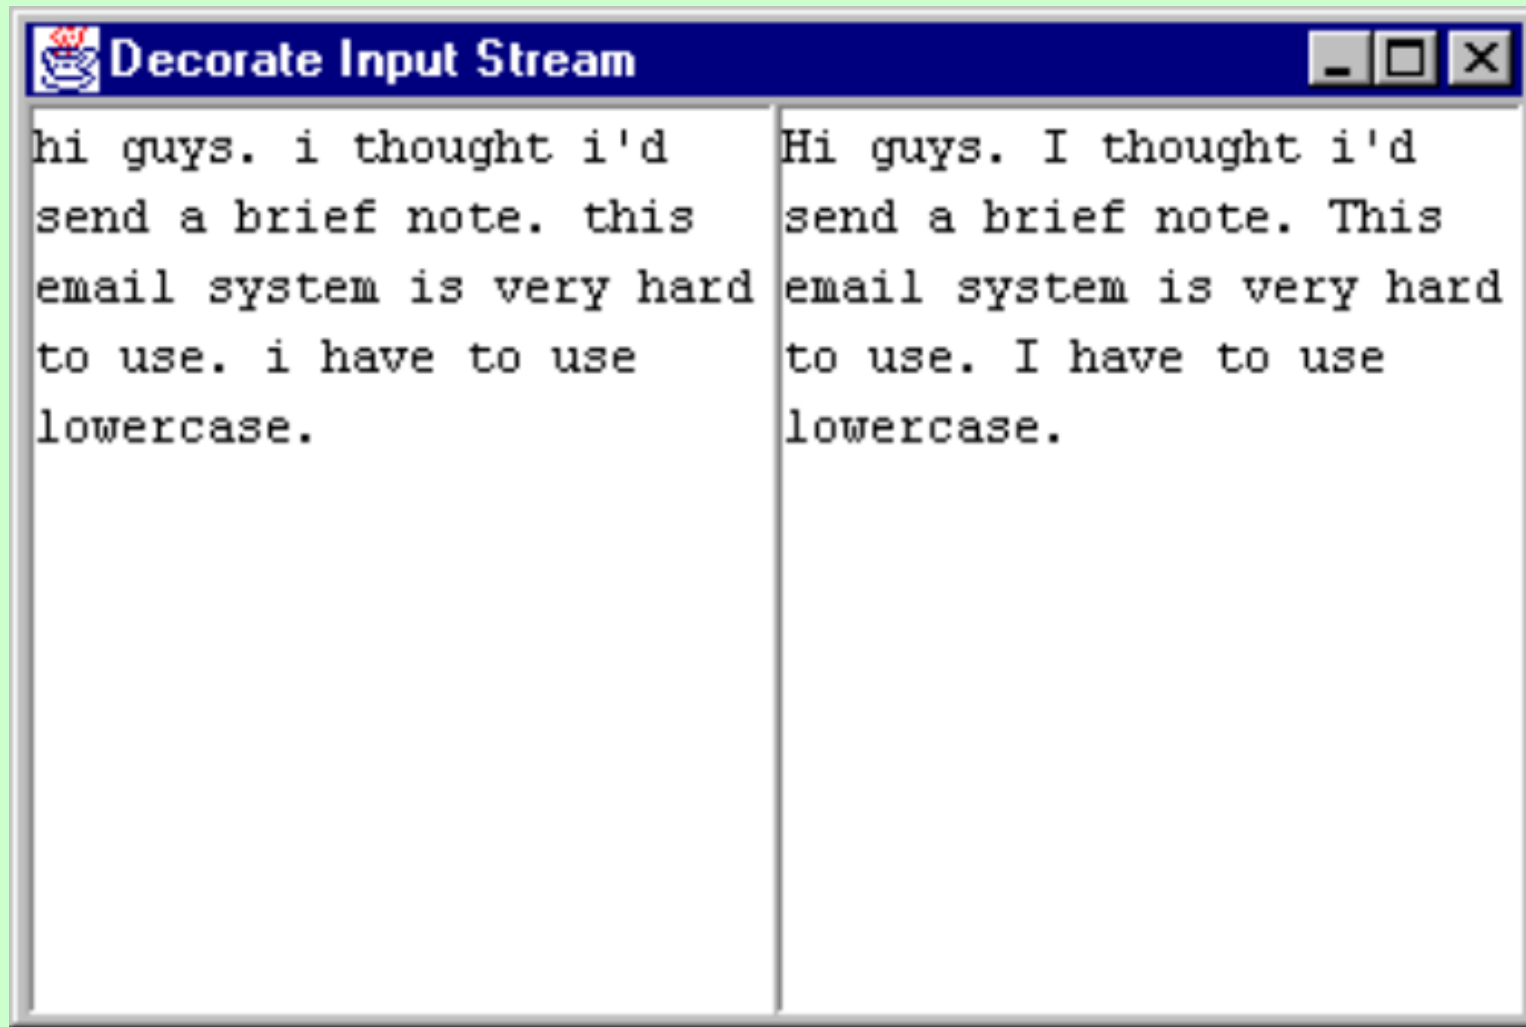 Decorate Input Stream
hi guys. i thought i'd
send a brief note. this
email system is very hard
to use. i have to use
lowercase.
Hi guys. I thought i'd
send a brief note. This
email system is very hard
to use. I have to use
lowercase.